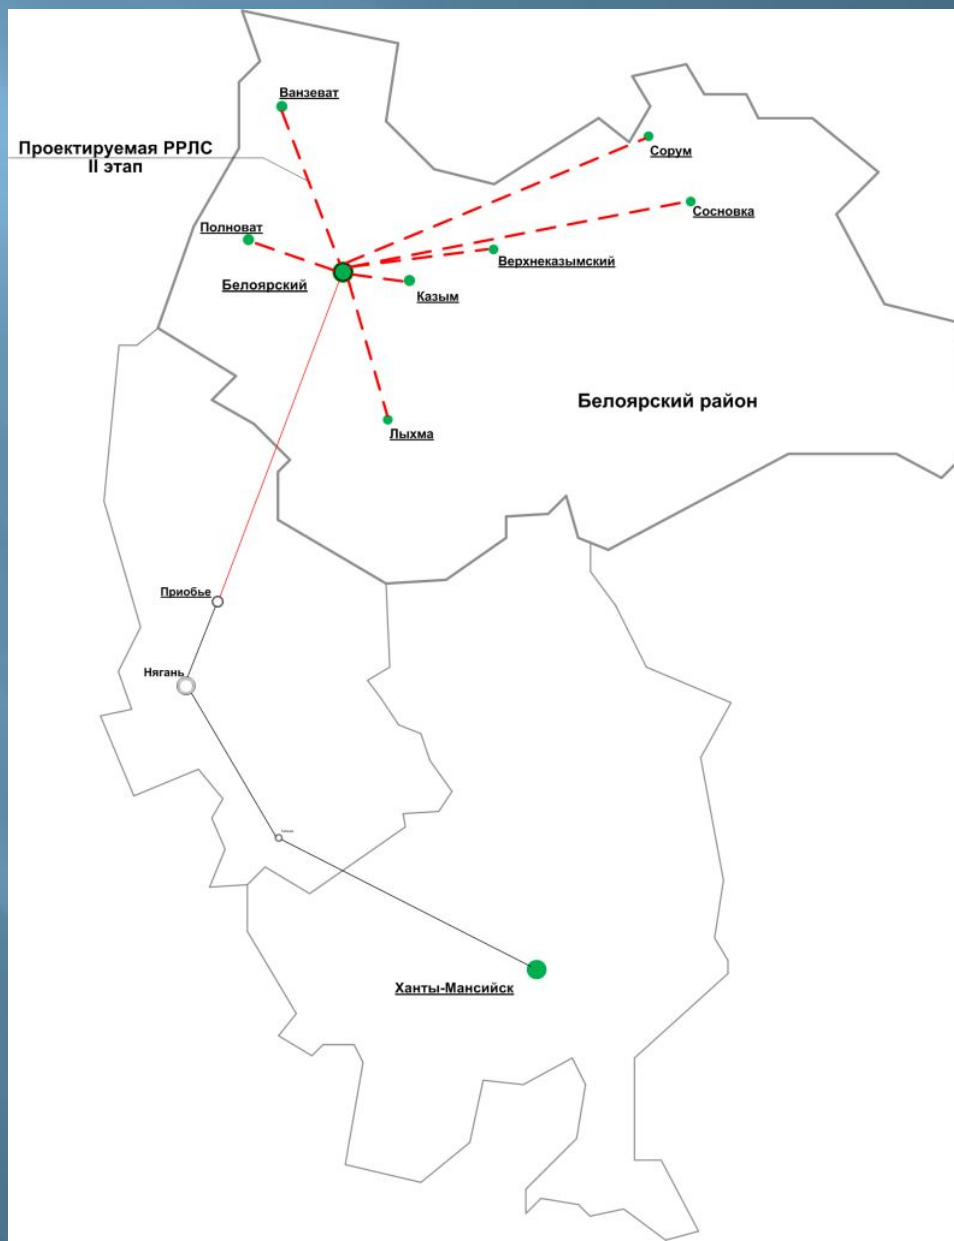 Ванзеват
Проектируемая РРЛС
II этап
Сорум
Сосновка
Полноват
Верхнеказымский
Белоярский
Казым
Белоярский район
Лыхма
Приобье
Нягань
Ханты-Мансийск